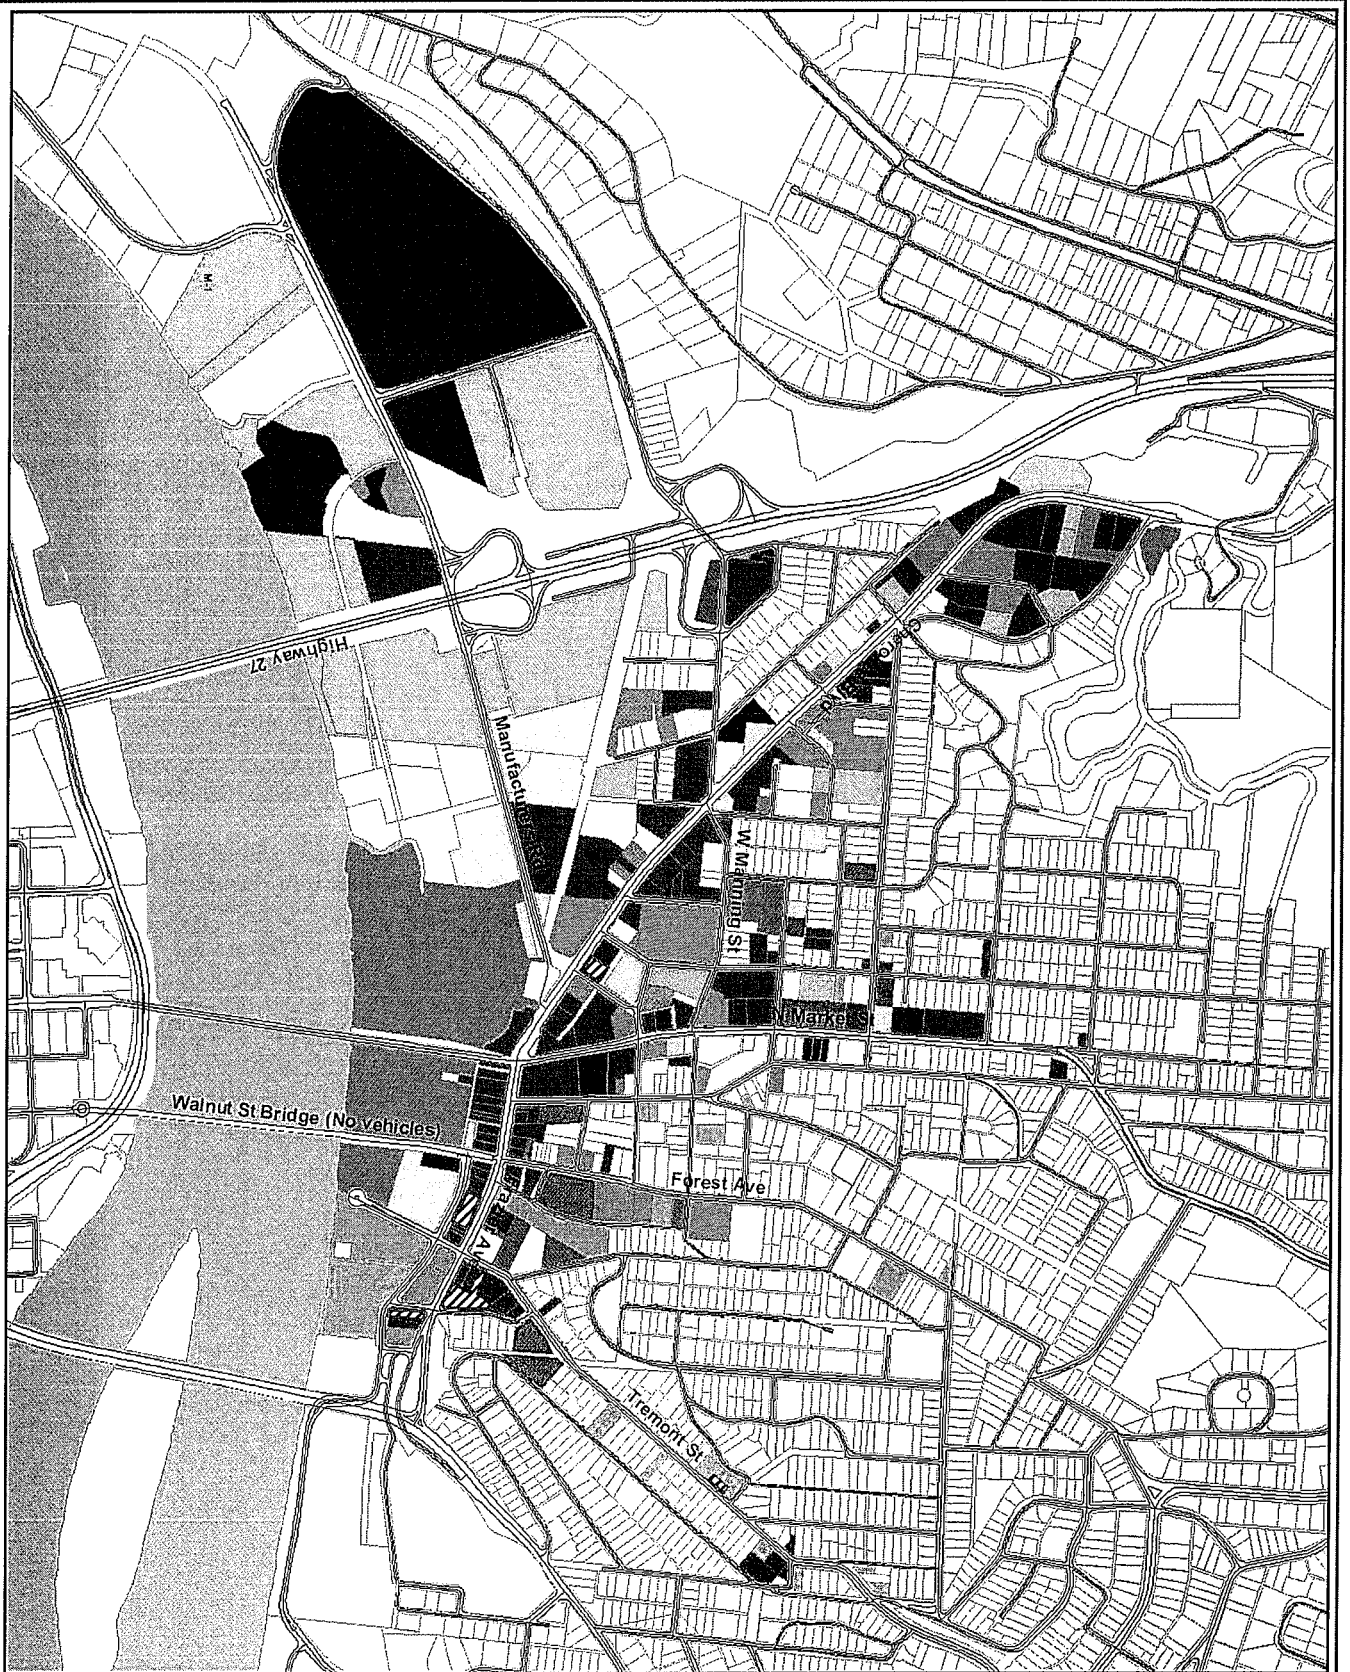 M-1
Highway 27
Manufacturers Rd
W Manning St
N Market St
Walnut St Bridge (No vehicles)
Forest Ave
Tremont St